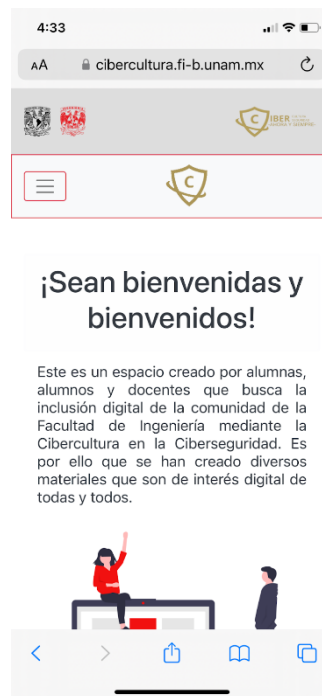 4:33
AA cibercultura.fi-b.unam.mx
C IBER
C
¡Sean bienvenidas y
bienvenidos!
Este es un espacio creado por alumnas,
alumnos y docentes que busca la
inclusión digital de la comunidad de la
Facultad de Ingeniería mediante la
Cibercultura en la Ciberseguridad. Es
por ello que se han creado diversos
materiales que son de interés digital de
todas y todos.